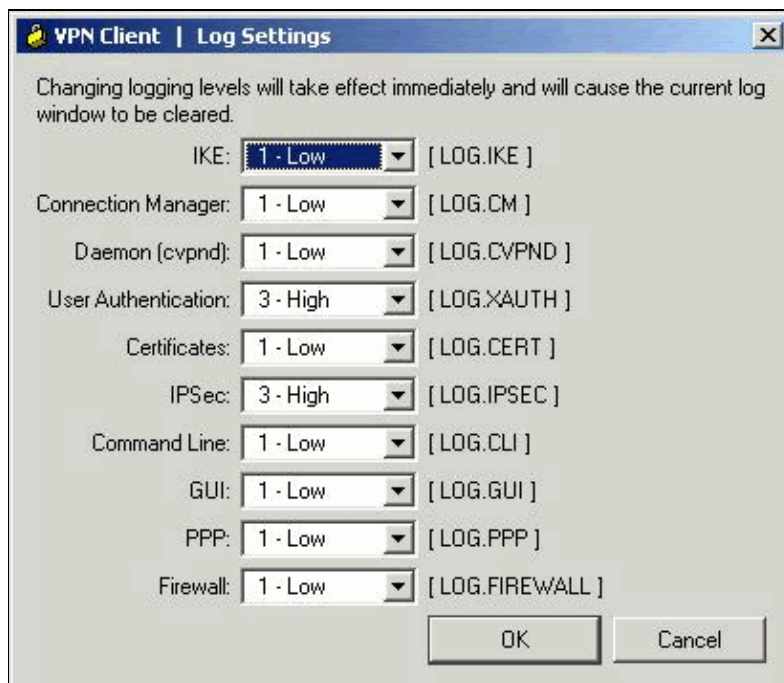 VPN Client | Log Settings
Changing logging levels will take effect immediately and will cause the current log
window to be cleared.
IKE: 1 - Low [ LOG.IKE ]
Connection Manager: 1 - Low [ LOG.CM ]
Daemon (cvpnd): 1 - Low [ LOG.CVPND ]
User Authentication: 3 - High [ LOG.XAUTH ]
Certificates: 1 - Low [ LOG.CERT ]
IPSec: 3 - High [ LOG.IPSEC ]
Command Line: 1 - Low [ LOG.CLI ]
GUI: 1 - Low [ LOG.GUI ]
PPP: 1 - Low [ LOG.PPP ]
Firewall: 1 - Low [ LOG.FIREWALL ]
OK Cancel